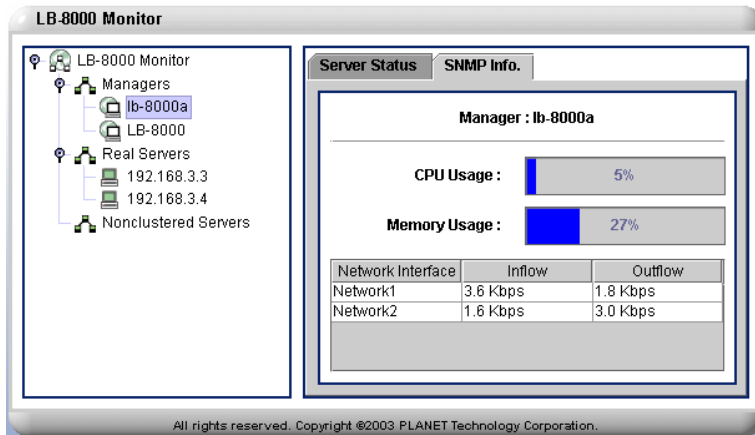 LB-8000 Monitor
LB-8000 Monitor
Managers
lb-8000a
LB-8000
Real Servers
192.168.3.3
192.168.3.4
Nonclustered Servers
Server Status SNMP Info.
Manager : lb-8000a
CPU Usage : 5%
Memory Usage : 27%
Network Interface Inflow Outflow
Network1 3.6 Kbps 1.8 Kbps
Network2 1.6 Kbps 3.0 Kbps
All rights reserved. Copyright ©2003 PLANET Technology Corporation.